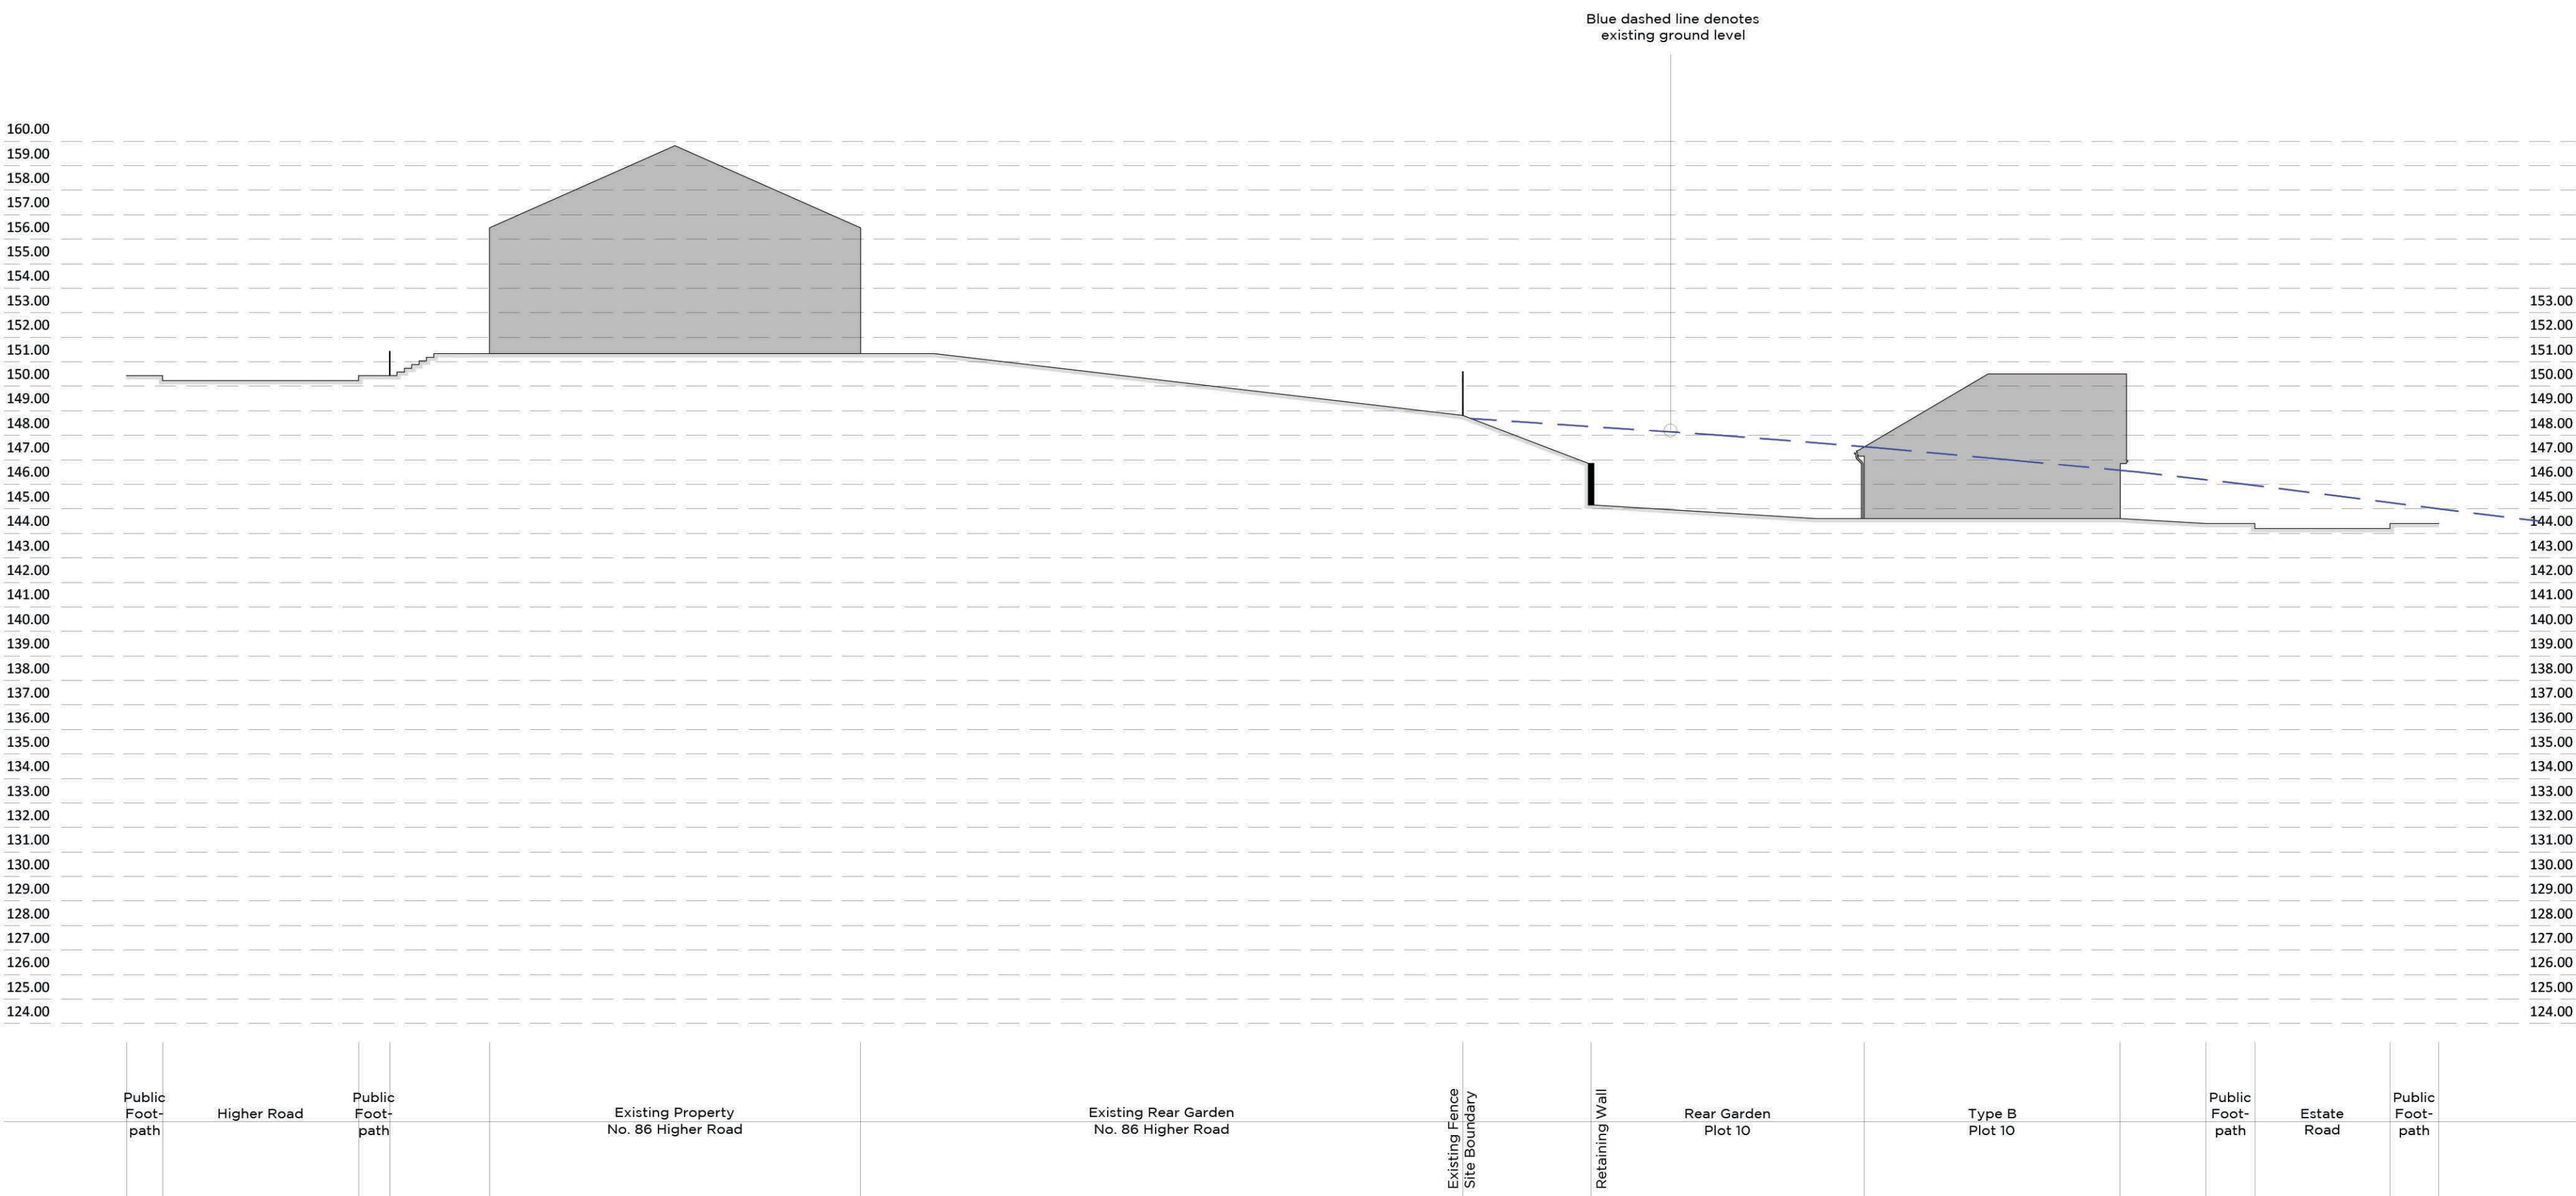 Blue dashed line denotes
existing ground level
160.00
159.00
158.00
157.00
156.00
155.00
154.00
153.00
152.00
151.00
150.00
149.00
148.00
147.00
146.00
145.00
144.00
143.00
142.00
141.00
140.00
139.00
138.00
137.00
136.00
135.00
134.00
133.00
132.00
131.00
130.00
129.00
128.00
127.00
126.00
125.00
124.00
153.00
152.00
151.00
150.00
149.00
148.00
147.00
146.00
145.00
144.00
143.00
142.00
141.00
140.00
139.00
138.00
137.00
136.00
135.00
134.00
133.00
132.00
131.00
130.00
129.00
128.00
127.00
126.00
125.00
124.00
Public
Foot-
path
Higher Road
Public
Foot-
path
Existing Property
No. 86 Higher Road
Existing Rear Garden
No. 86 Higher Road
Existing Fence
Site Boundary
Retaining Wall
Rear Garden
Plot 10
Type B
Plot 10
Public
Foot-
path
Estate
Road
Public
Foot-
path